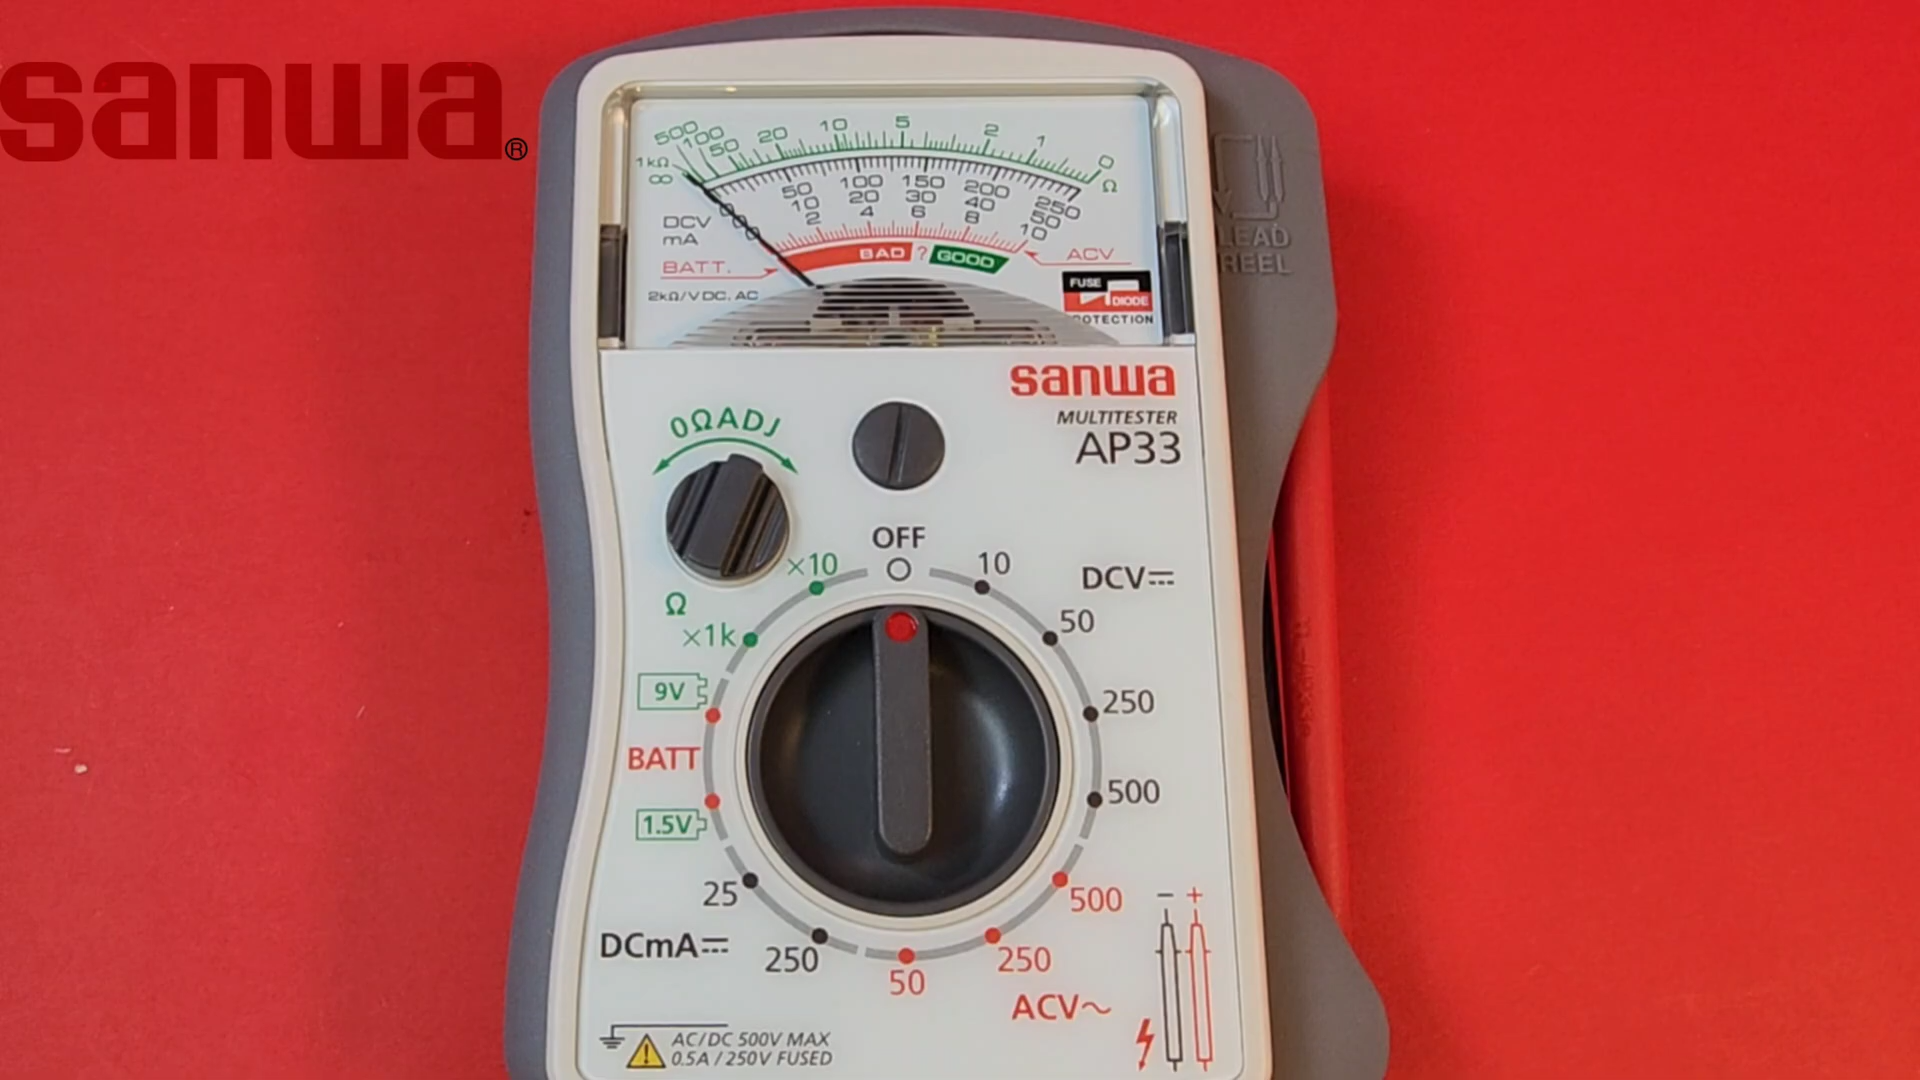 sanwa®
500 100 50 20 10 5 2 1 0
1kΩ
∞ Ω
0 50 100 150 200 250
0 10 20 30 40 50
0 2 4 6 8 10
DCV
mA
BATT.
BAD ? GOOD
ACV
2kΩ/V DC. AC
FUSE
DIODE
LEAD
REEL
sanwa
MULTITESTER
AP33
0ΩADJ
OFF
×10
10
DCV
Ω
×1k
50
9V
250
BATT
500
1.5V
25
500
− +
DCmA
250
50
250
ACV～
AC/DC 500V MAX
0.5A / 250V FUSED